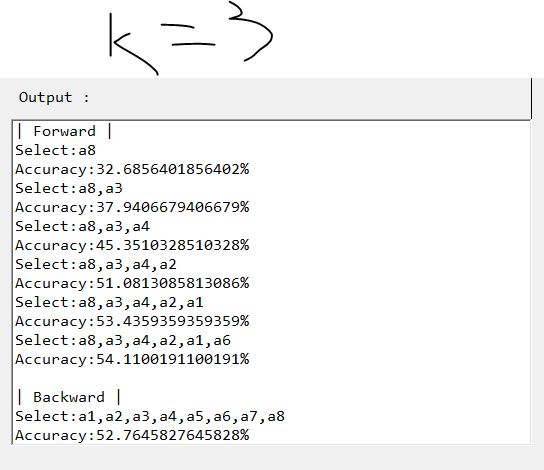 k=3
Output :
| Forward |
Select:a8
Accuracy:32.6856401856402%
Select:a8,a3
Accuracy:37.9406679406679%
Select:a8,a3,a4
Accuracy:45.3510328510328%
Select:a8,a3,a4,a2
Accuracy:51.0813085813086%
Select:a8,a3,a4,a2,a1
Accuracy:53.4359359359359%
Select:a8,a3,a4,a2,a1,a6
Accuracy:54.1100191100191%
| Backward |
Select:a1,a2,a3,a4,a5,a6,a7,a8
Accuracy:52.7645827645828%